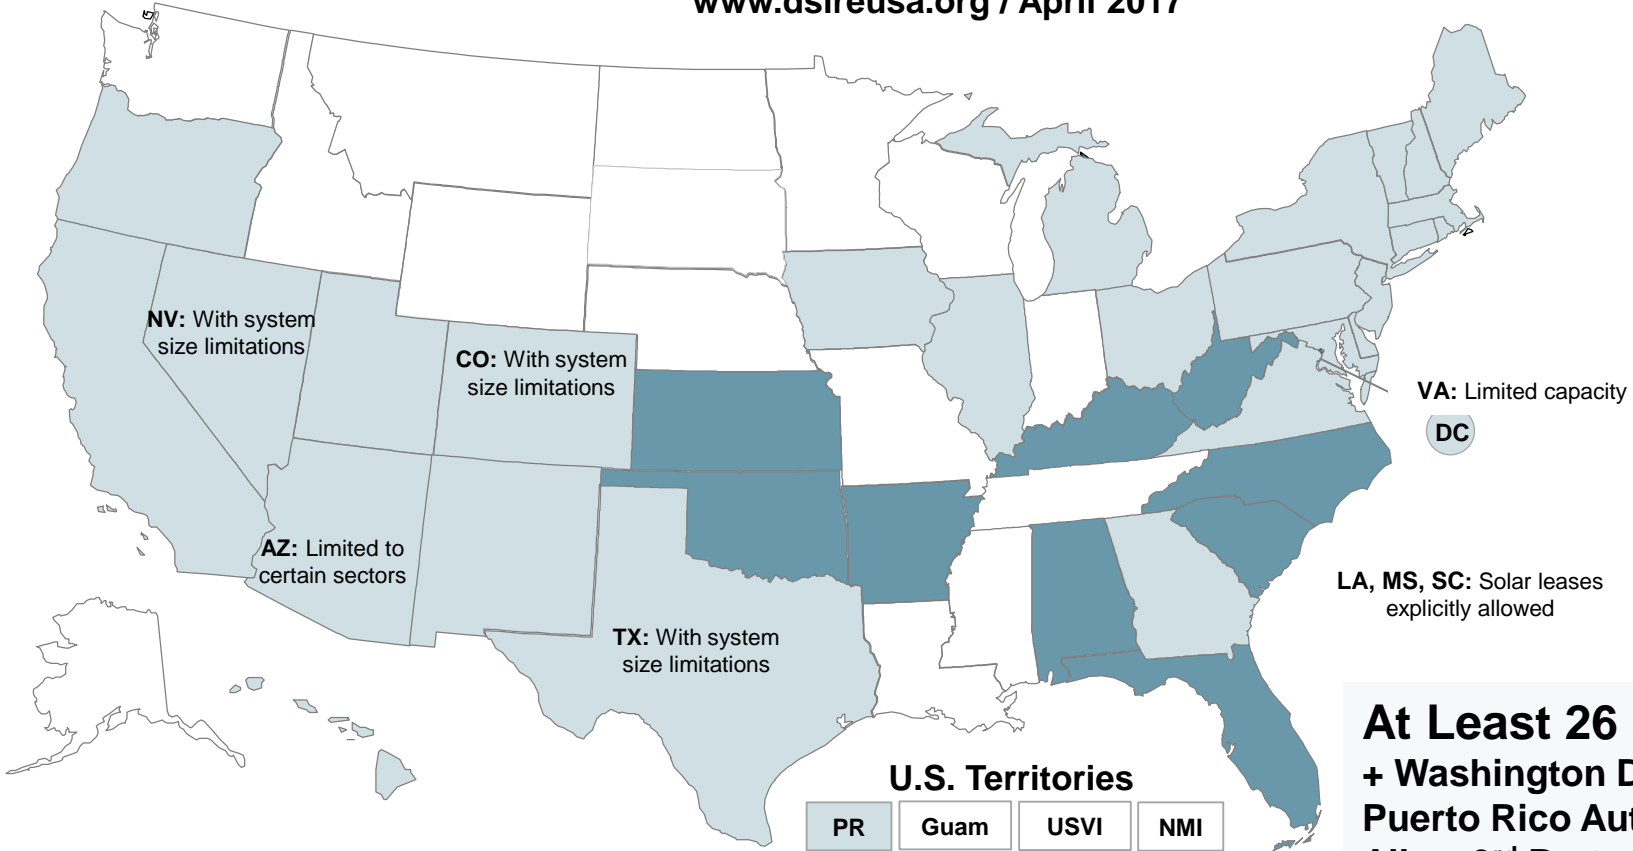 www.dsireusa.org / April 2017
NV: With system
size limitations
CO: With system
size limitations
VA: Limited capacity
DC
AZ: Limited to
certain sectors
LA, MS, SC: Solar leases
explicitly allowed
TX: With system
size limitations
U.S. Territories
PR
Guam
USVI
NMI
At Least 26
+ Washington D
Puerto Rico Aut